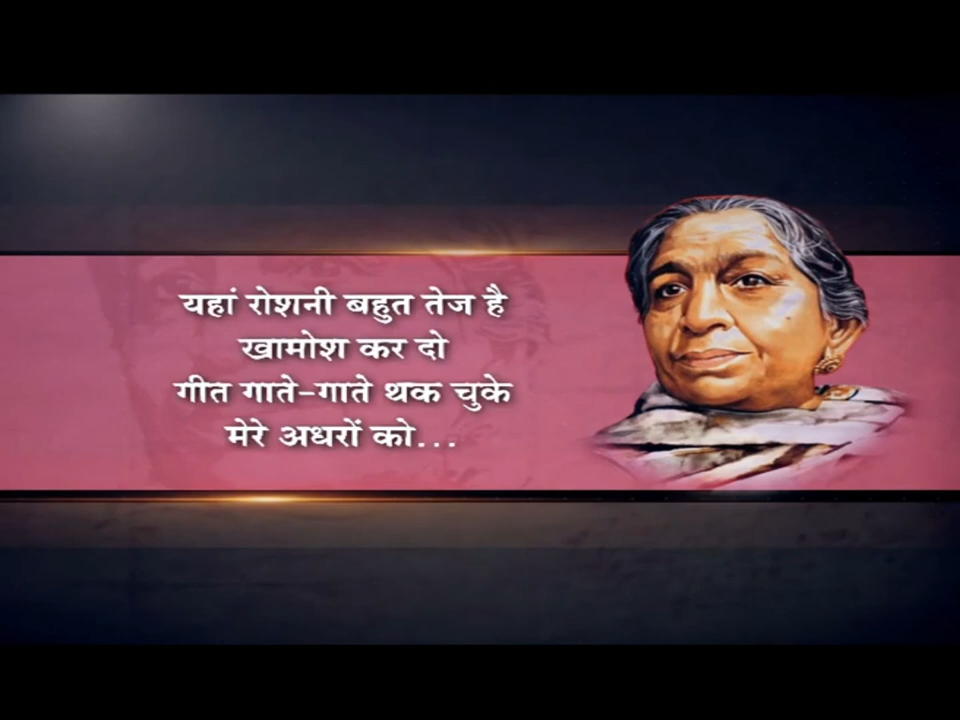 यहां रोशनी बहुत तेज है
खामोश कर दो
गीत गाते-गाते थक चुके
मेरे अधरों को...